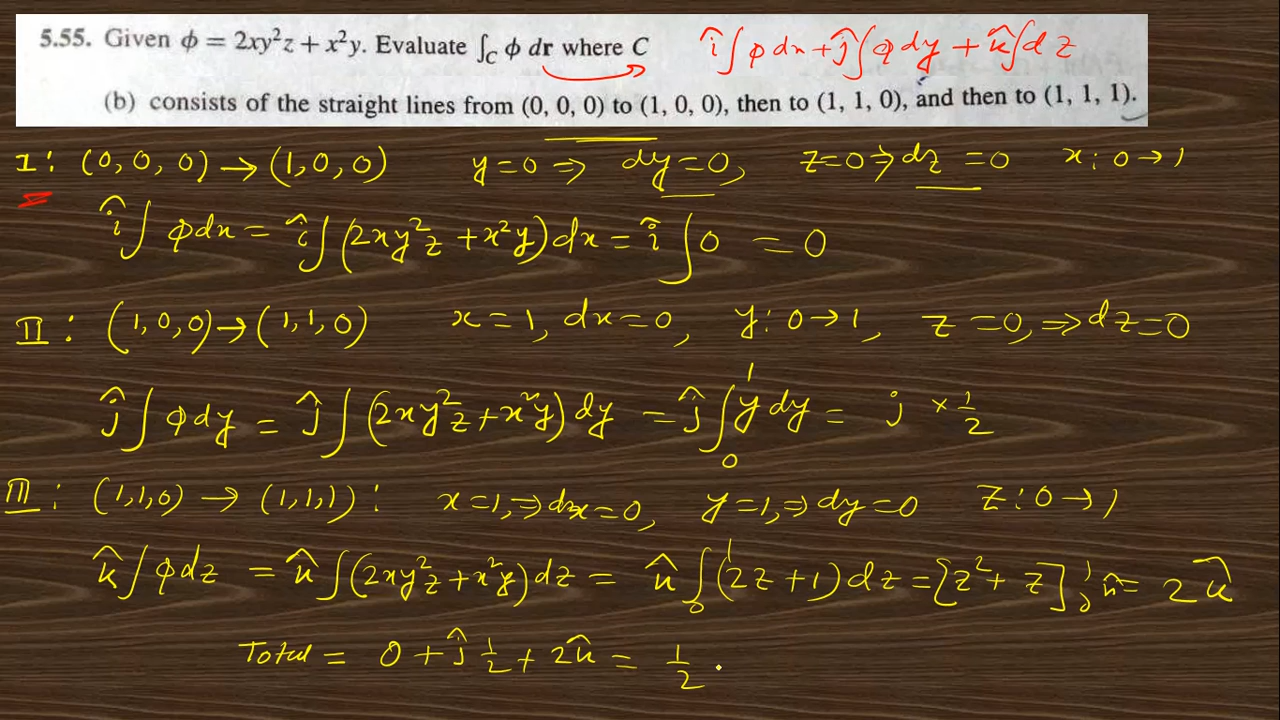 5.55. Given ϕ = 2xy²z + x²y. Evaluate ∫_C ϕ dr where C
î∫φdx + ĵ∫φdy + k̂∫dz
(b) consists of the straight lines from (0, 0, 0) to (1, 0, 0), then to (1, 1, 0), and then to (1, 1, 1).
I: (0,0,0) → (1,0,0) y=0 ⇒ dy=0, z=0 ⇒ dz=0 x: 0→1
î∫φdx = î∫(2xy²z + x²y)dx = î∫0 = 0
II: (1,0,0) → (1,1,0) x=1, dx=0, y: 0→1, z=0, ⇒ dz=0
ĵ∫φdy = ĵ∫(2xy²z + x²y)dy = ĵ∫₀¹ y dy = j × 1/2
III: (1,1,0) → (1,1,1): x=1, ⇒ dx=0, y=1, ⇒ dy=0 z: 0→1
k̂∫φdz = k̂∫(2xy²z + x²y)dz = k̂∫₀¹(2z+1)dz = [z²+z]₀¹ k̂ = 2k̂
Total = 0 + ĵ 1/2 + 2k̂ = 1/2 .